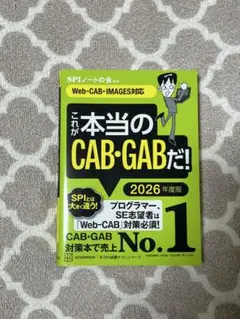 SPIノートの会
Web-CAB・IMAGES対応
これが
本当の
CAB・GABだ!
2026年度版
SPIとは
大きく違う!
プログラマー、
SE志望者は
「Web-CAB」対策必須!
CAB・GAB
対策本で売上
No.1